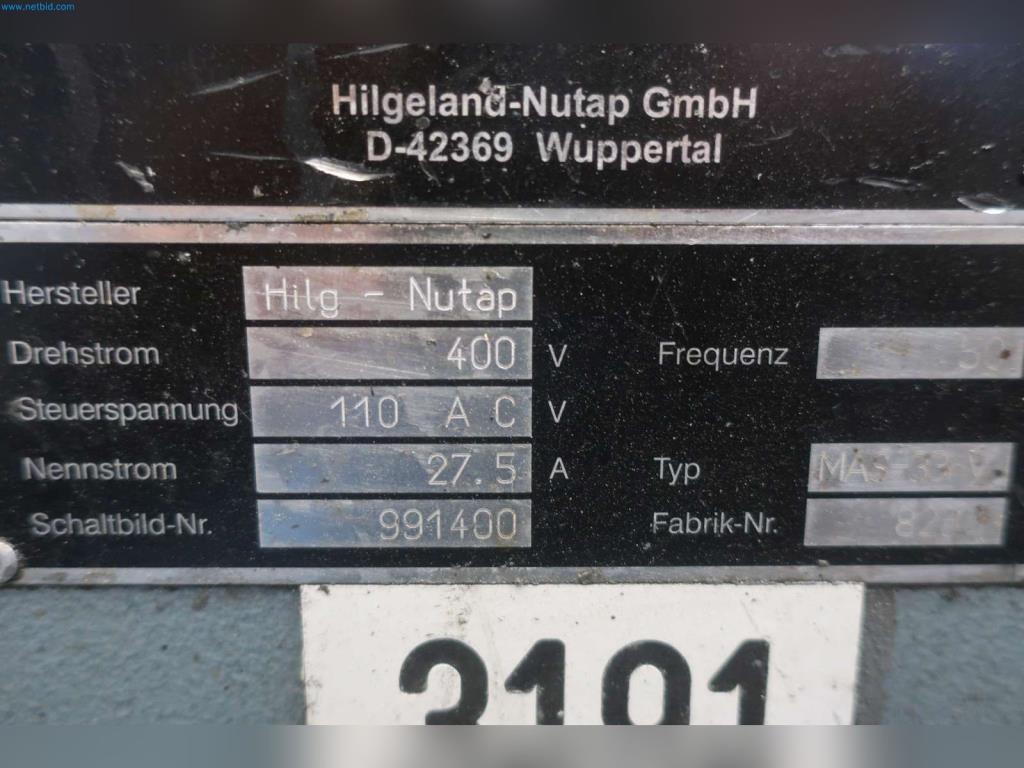 www.netbid.com
Hilgeland-Nutap GmbH
D-42369 Wuppertal
Hersteller Hilg - Nutap
Drehstrom 400 V Frequenz 50
Steuerspannung 110 A C V
Nennstrom 27.5 A Typ
Schaltbild-Nr. 991400 Fabrik-Nr.